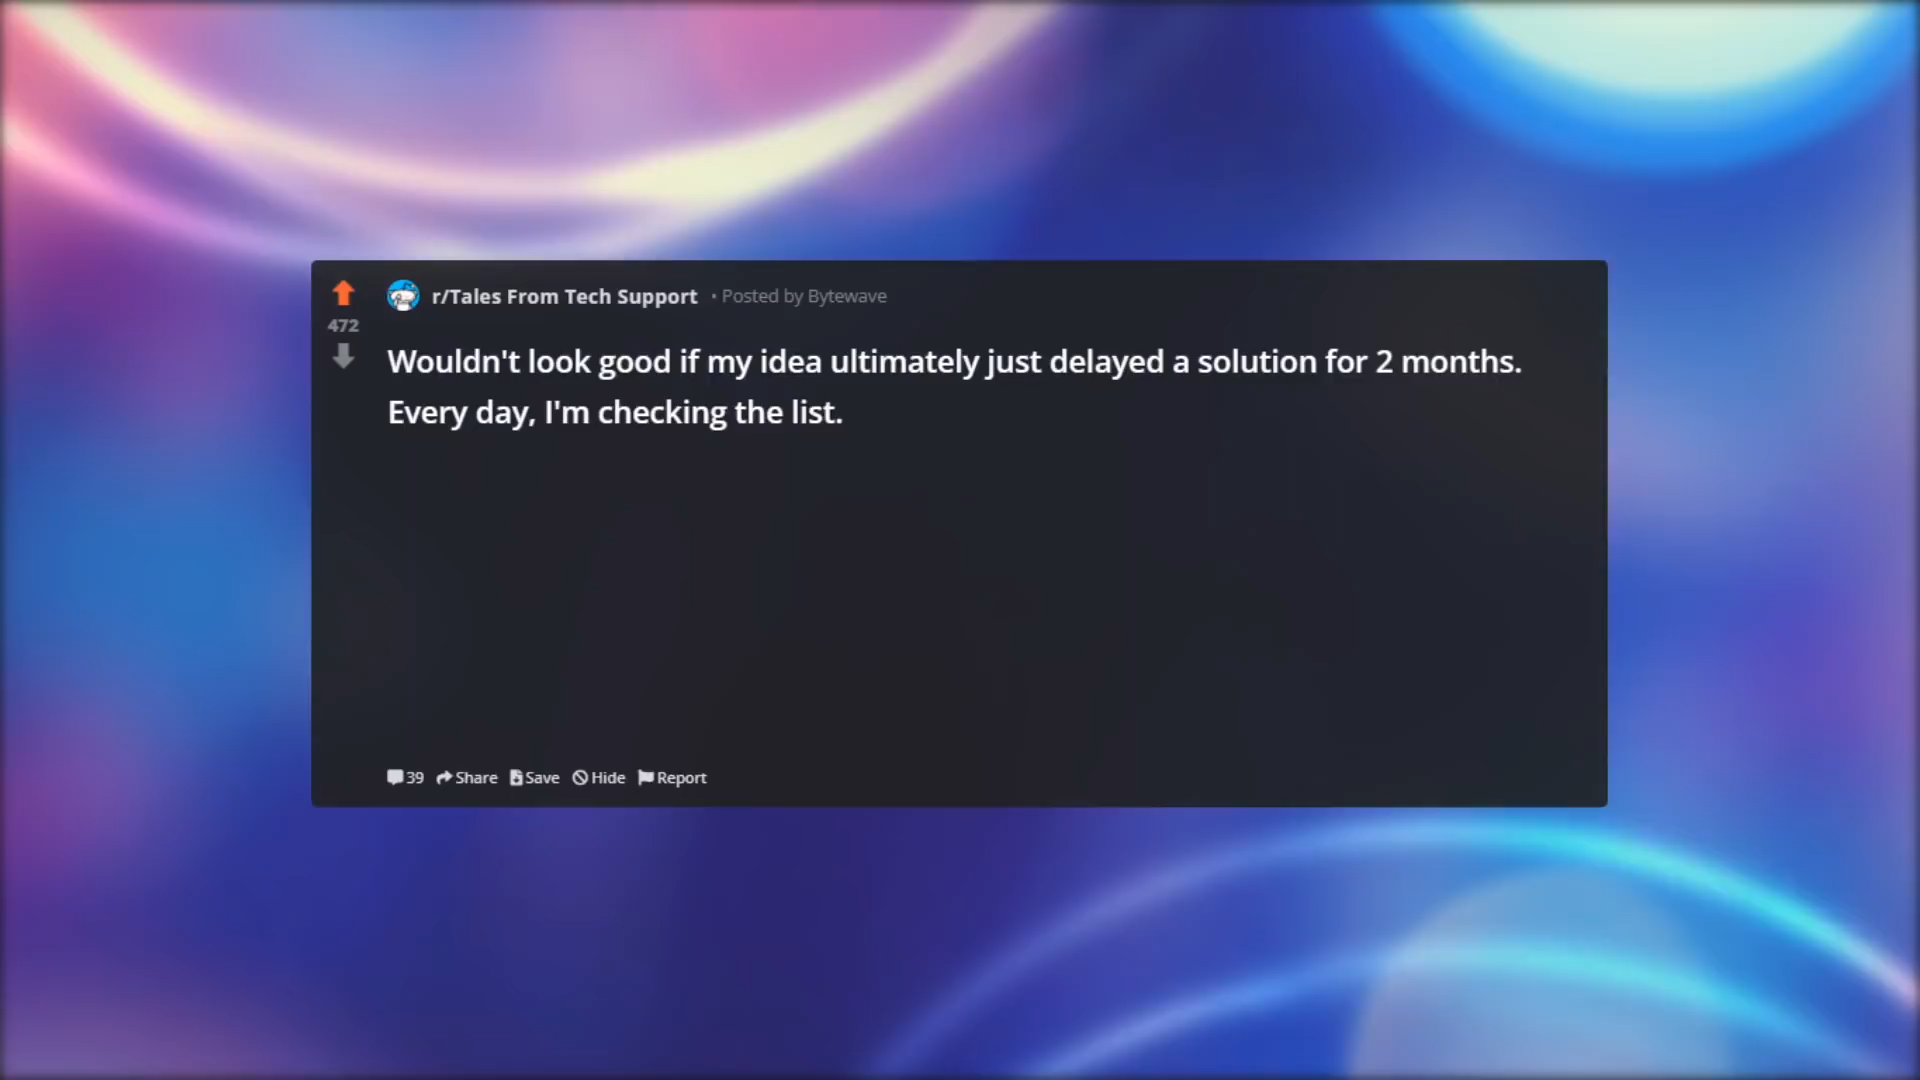 r/Tales From Tech Support • Posted by Bytewave
472
Wouldn't look good if my idea ultimately just delayed a solution for 2 months.
Every day, I'm checking the list.
39 Share Save Hide Report